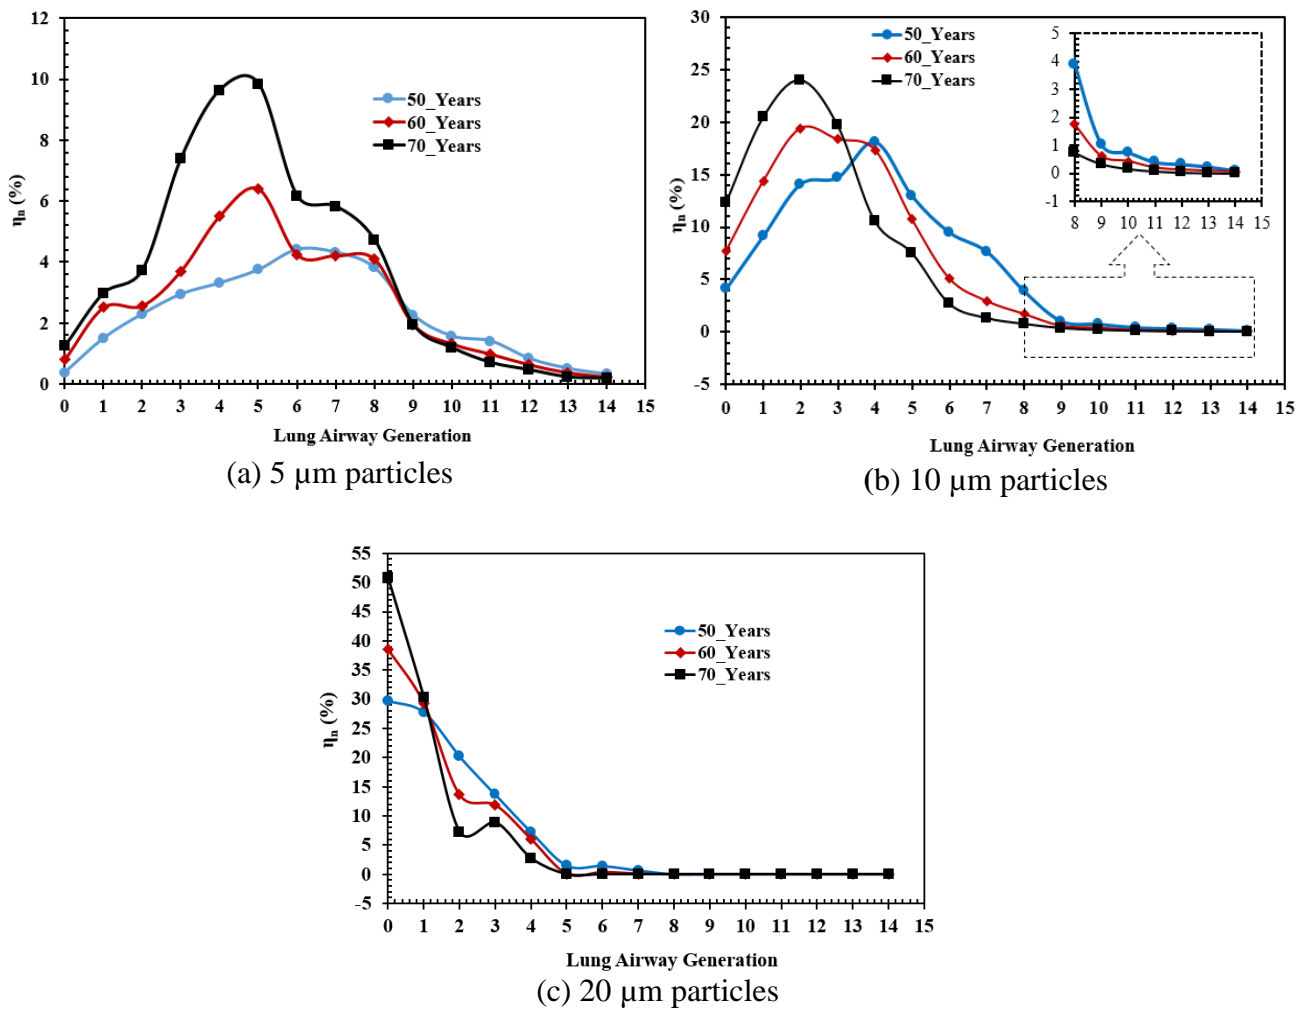 12
10
8
6
4
2
0
ηn (%)
50_Years
60_Years
70_Years
0 1 2 3 4 5 6 7 8 9 10 11 12 13 14 15
Lung Airway Generation
(a) 5 µm particles
30
25
20
15
10
5
0
-5
ηn (%)
50_Years
60_Years
70_Years
5
4
3
2
1
0
-1
8 9 10 11 12 13 14 15
0 1 2 3 4 5 6 7 8 9 10 11 12 13 14 15
Lung Airway Generation
(b) 10 µm particles
55
50
45
40
35
30
25
20
15
10
5
0
-5
ηn (%)
50_Years
60_Years
70_Years
0 1 2 3 4 5 6 7 8 9 10 11 12 13 14 15
Lung Airway Generation
(c) 20 µm particles